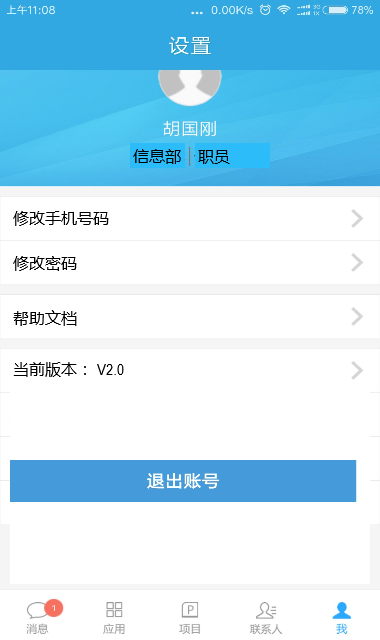 上午11:08 ... 0.00K/s 78%
设置
胡国刚
信息部 | 职员
修改手机号码
修改密码
帮助文档
当前版本： V2.0
退出账号
1
消息 应用 项目 联系人 我